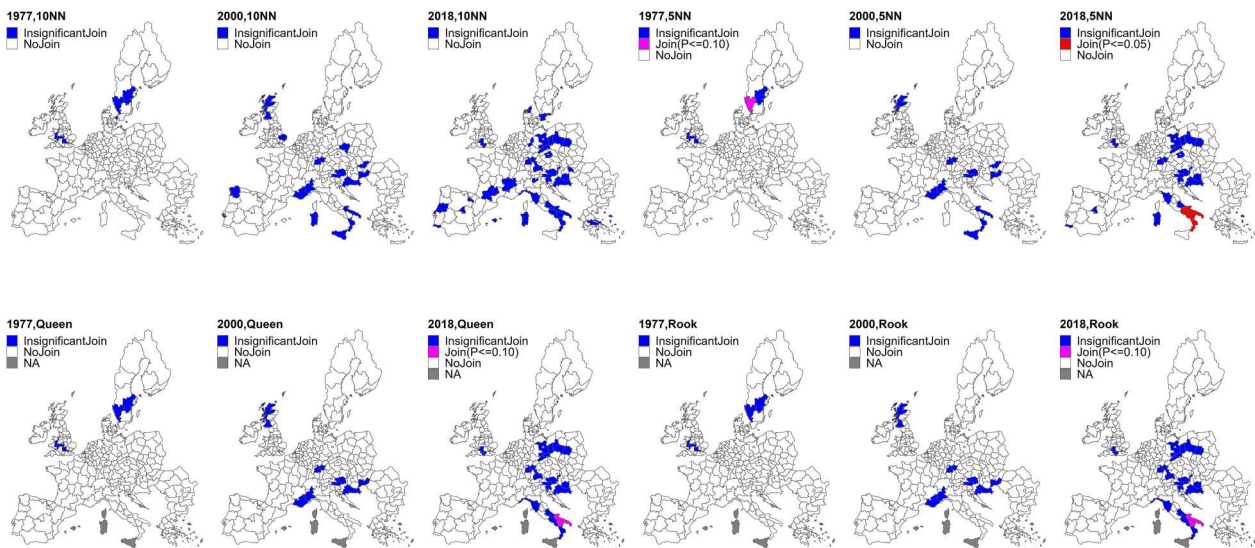 1977,10NN
InsignificantJoin
NoJoin
2000,10NN
InsignificantJoin
NoJoin
2018,10NN
InsignificantJoin
NoJoin
1977,5NN
InsignificantJoin
Join(P<=0.10)
NoJoin
2000,5NN
InsignificantJoin
NoJoin
2018,5NN
InsignificantJoin
Join(P<=0.05)
NoJoin
1977,Queen
InsignificantJoin
NoJoin
NA
2000,Queen
InsignificantJoin
NoJoin
NA
2018,Queen
InsignificantJoin
Join(P<=0.10)
NoJoin
NA
1977,Rook
InsignificantJoin
NoJoin
NA
2000,Rook
InsignificantJoin
NoJoin
NA
2018,Rook
InsignificantJoin
Join(P<=0.10)
NoJoin
NA